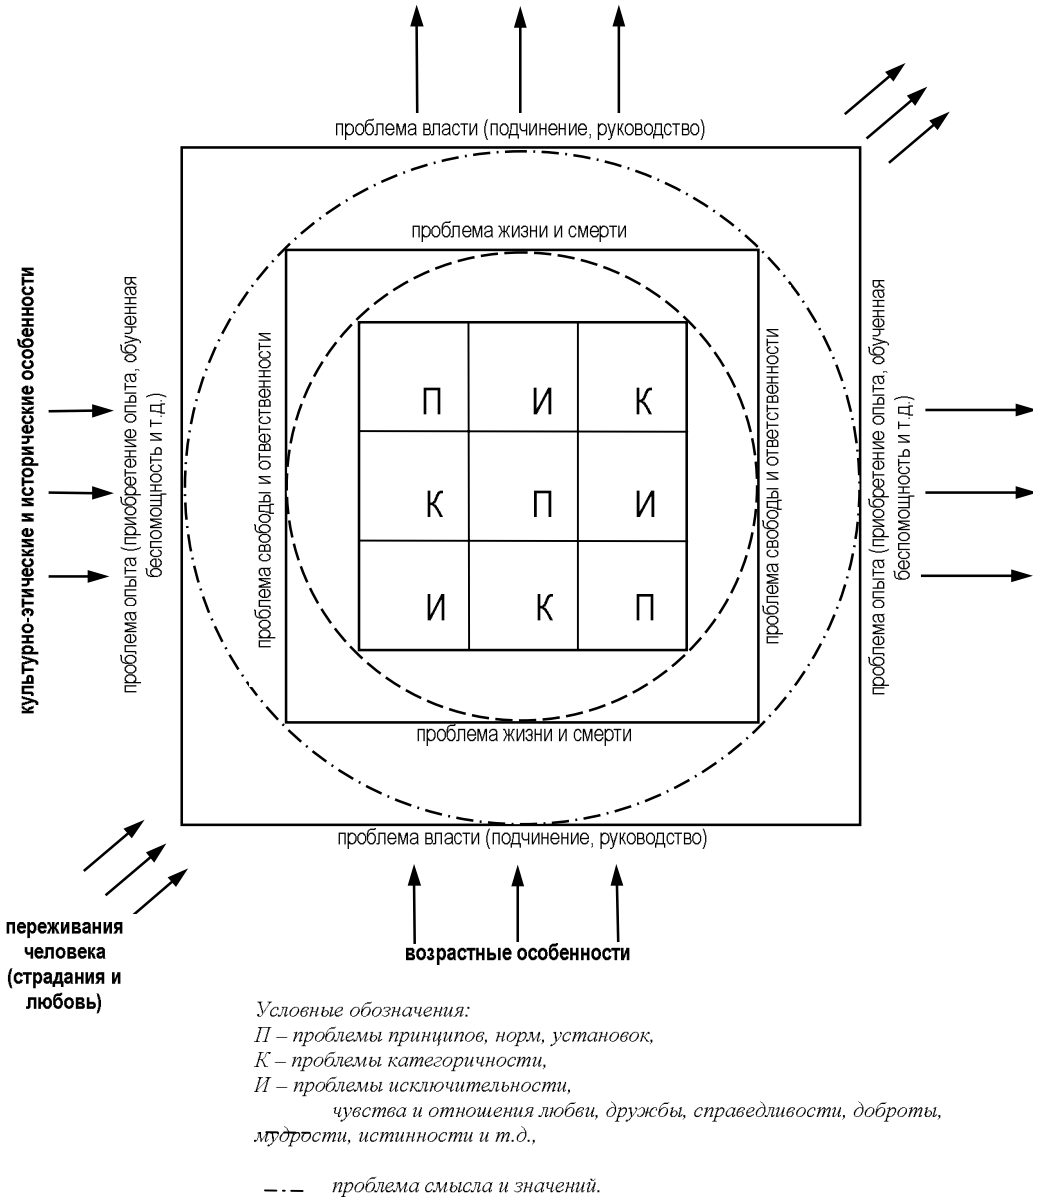 проблема власти (подчинение, руководство)
проблема жизни и смерти
культурно-этические и исторические особенности
проблема опыта (приобретение опыта, обученная
беспомощность и т.д.)
проблема свободы и ответственности
П И К
К П И
И К П
проблема свободы и ответственности
проблема опыта (приобретение опыта, обученная
беспомощность и т.д.)
проблема жизни и смерти
проблема власти (подчинение, руководство)
переживания
человека
(страдания и
любовь)
возрастные особенности
Условные обозначения:
П – проблемы принципов, норм, установок,
К – проблемы категоричности,
И – проблемы исключительности,
чувства и отношения любви, дружбы, справедливости, доброты,
мудрости, истинности и т.д.,
проблема смысла и значений.